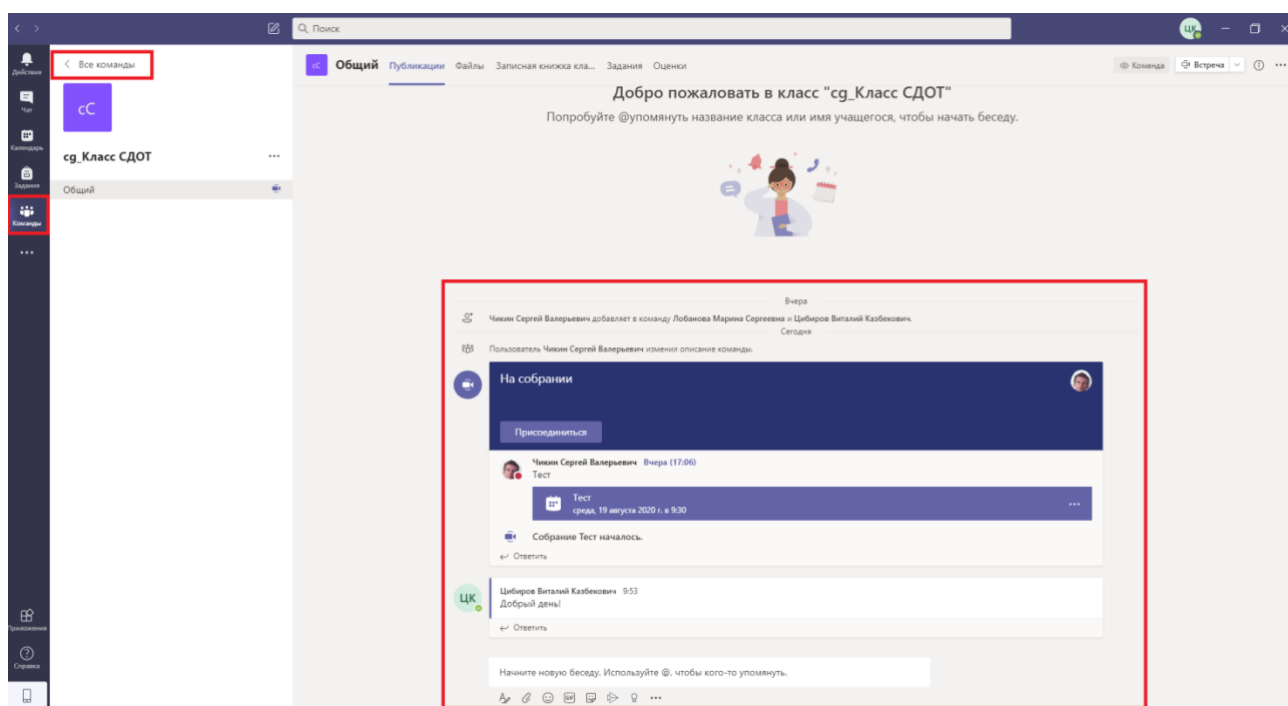 Поиск
ЦК
Действия
Чат
Календарь
Задания
Команды
Приложения
Справка
Все команды
сС
cg_Класс СДОТ
Общий
сС
Общий Публикации Файлы Записная книжка кла... Задания Оценки
Команда
Встреча
Добро пожаловать в класс "cg_Класс СДОТ"
Попробуйте @упомянуть название класса или имя учащегося, чтобы начать беседу.
Вчера
Чикин Сергей Валерьевич добавляет в команду Лобанова Марина Сергеевна и Цибиров Виталий Казбекович.
Сегодня
Пользователь Чикин Сергей Валерьевич изменил описание команды.
На собрании
Присоединиться
Чикин Сергей Валерьевич Вчера (17:06)
Тест
Тест
среда, 19 августа 2020 г. в 9:30
Собрание Тест началось.
Ответить
ЦК
Цибиров Виталий Казбекович 9:53
Добрый день!
Ответить
Начните новую беседу. Используйте @, чтобы кого-то упомянуть.
GIF